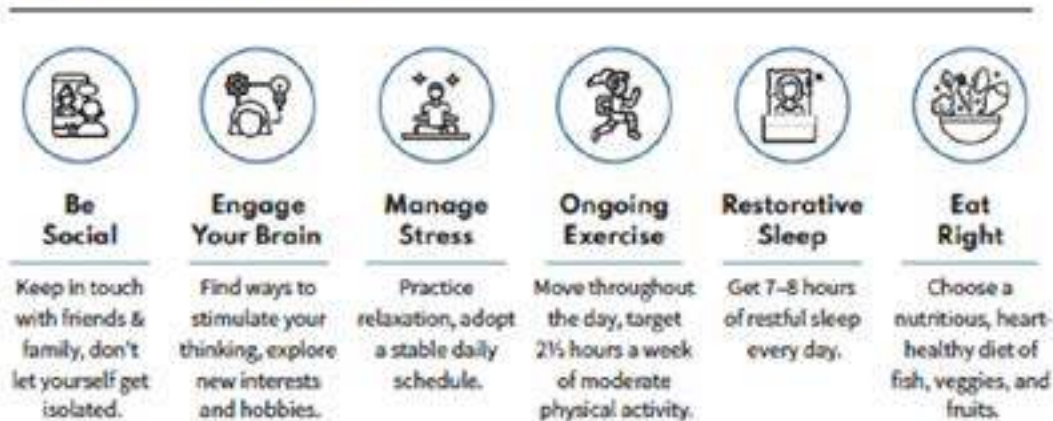 Be
Social
Keep in touch
with friends &
family, don't
let yourself get
isolated.
Engage
Your Brain
Find ways to
stimulate your
thinking, explore
new interests
and hobbies.
Manage
Stress
Practice
relaxation, adopt
a stable daily
schedule.
Ongoing
Exercise
Move throughout
the day, target
2½ hours a week
of moderate
physical activity.
Restorative
Sleep
Get 7–8 hours
of restful sleep
every day.
Eat
Right
Choose a
nutritious, heart-
healthy diet of
fish, veggies, and
fruits.